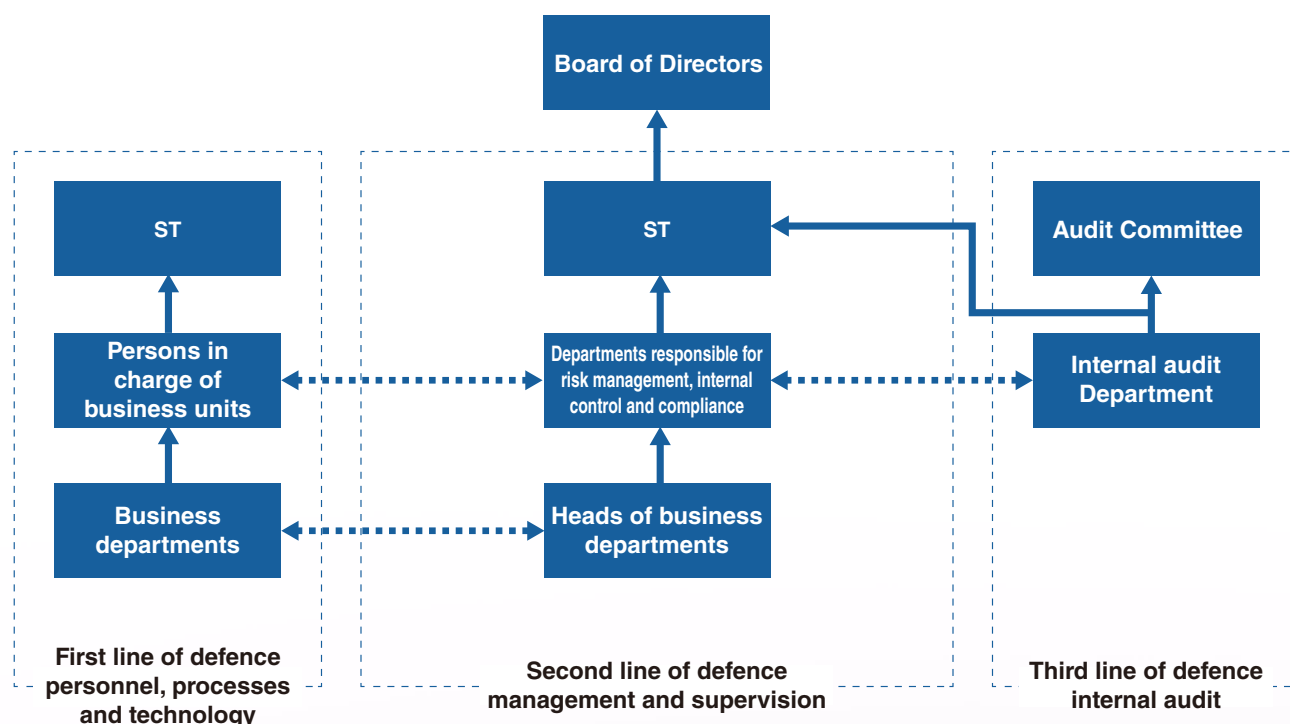 Board of Directors
ST
ST
Audit Committee
Persons in
charge of
business units
Departments responsible for
risk management, internal
control and compliance
Internal audit
Department
Business
departments
Heads of business
departments
First line of defence
personnel, processes
and technology
Second line of defence
management and supervision
Third line of defence
internal audit